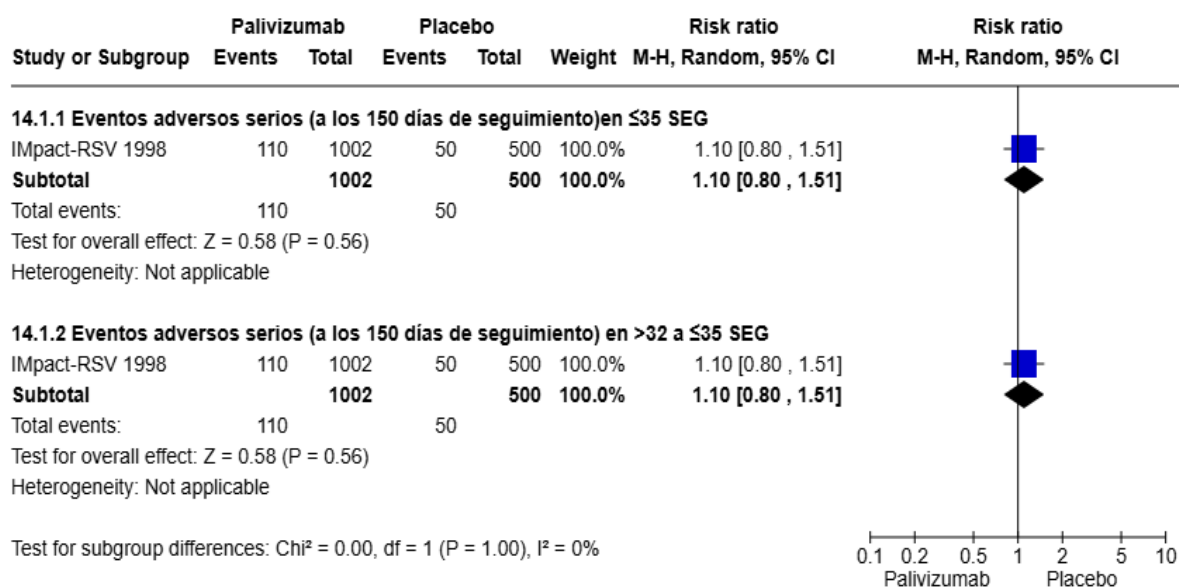 Palivizumab Placebo Risk ratio Risk ratio
Study or Subgroup Events Total Events Total Weight M-H, Random, 95% CI M-H, Random, 95% CI
14.1.1 Eventos adversos serios (a los 150 días de seguimiento)en ≤35 SEG
IMpact-RSV 1998 110 1002 50 500 100.0% 1.10 [0.80 , 1.51]
Subtotal 1002 500 100.0% 1.10 [0.80 , 1.51]
Total events: 110 50
Test for overall effect: Z = 0.58 (P = 0.56)
Heterogeneity: Not applicable
14.1.2 Eventos adversos serios (a los 150 días de seguimiento) en >32 a ≤35 SEG
IMpact-RSV 1998 110 1002 50 500 100.0% 1.10 [0.80 , 1.51]
Subtotal 1002 500 100.0% 1.10 [0.80 , 1.51]
Total events: 110 50
Test for overall effect: Z = 0.58 (P = 0.56)
Heterogeneity: Not applicable
Test for subgroup differences: Chi² = 0.00, df = 1 (P = 1.00), I² = 0%
0.1 0.2 0.5 1 2 5 10
Palivizumab Placebo